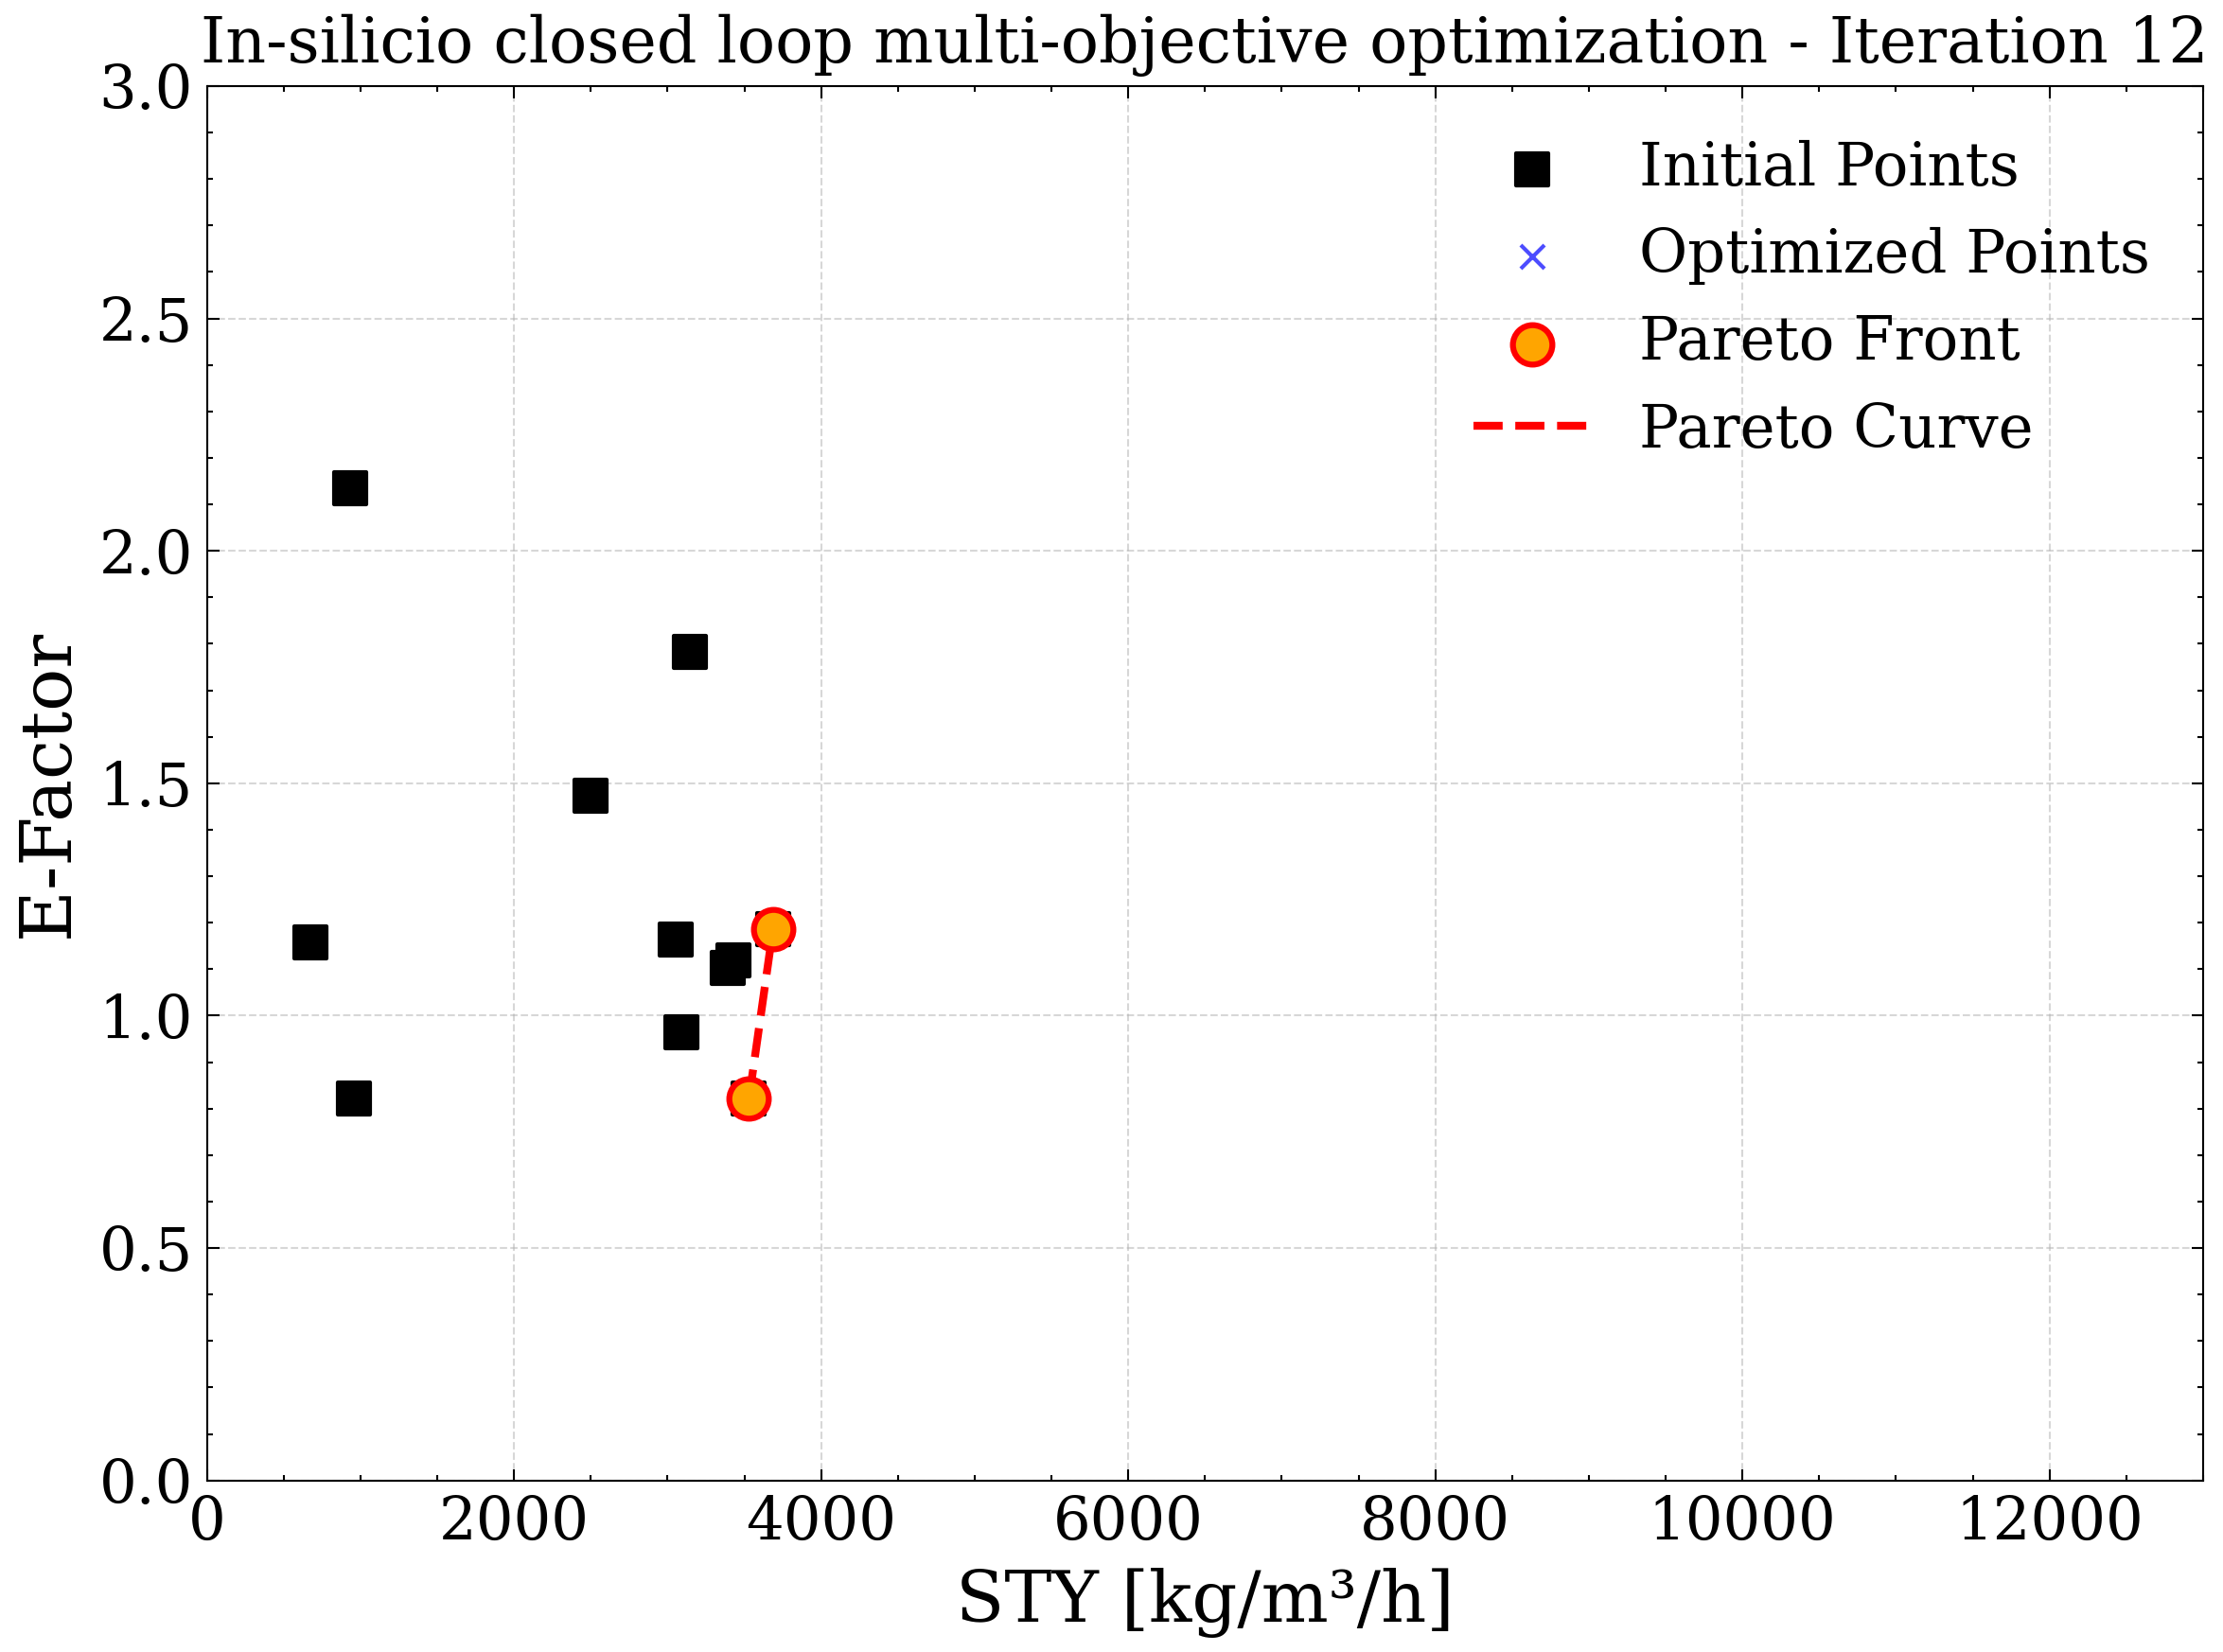 In-silicio closed loop multi-objective optimization - Iteration 12
3.0
2.5
2.0
1.5
1.0
0.5
0.0
E-Factor
Initial Points
Optimized Points
Pareto Front
Pareto Curve
0 2000 4000 6000 8000 10000 12000
STY [kg/m³/h]